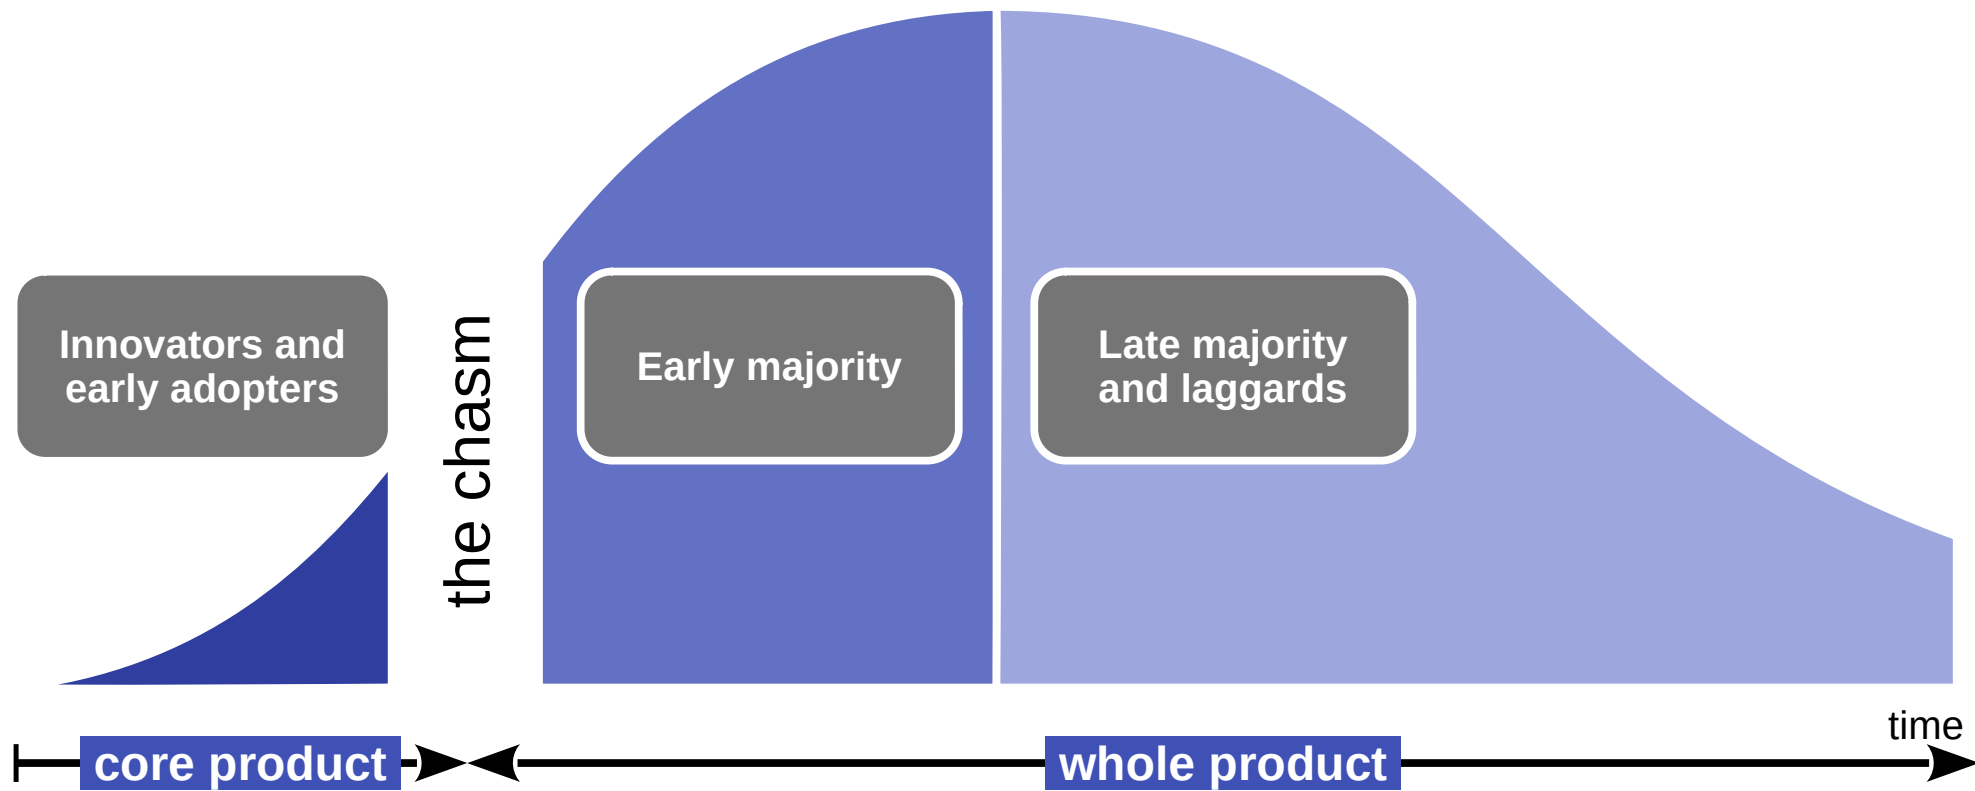 Innovators and
early adopters
the chasm
Early majority
Late majority
and laggards
time
core product
whole product